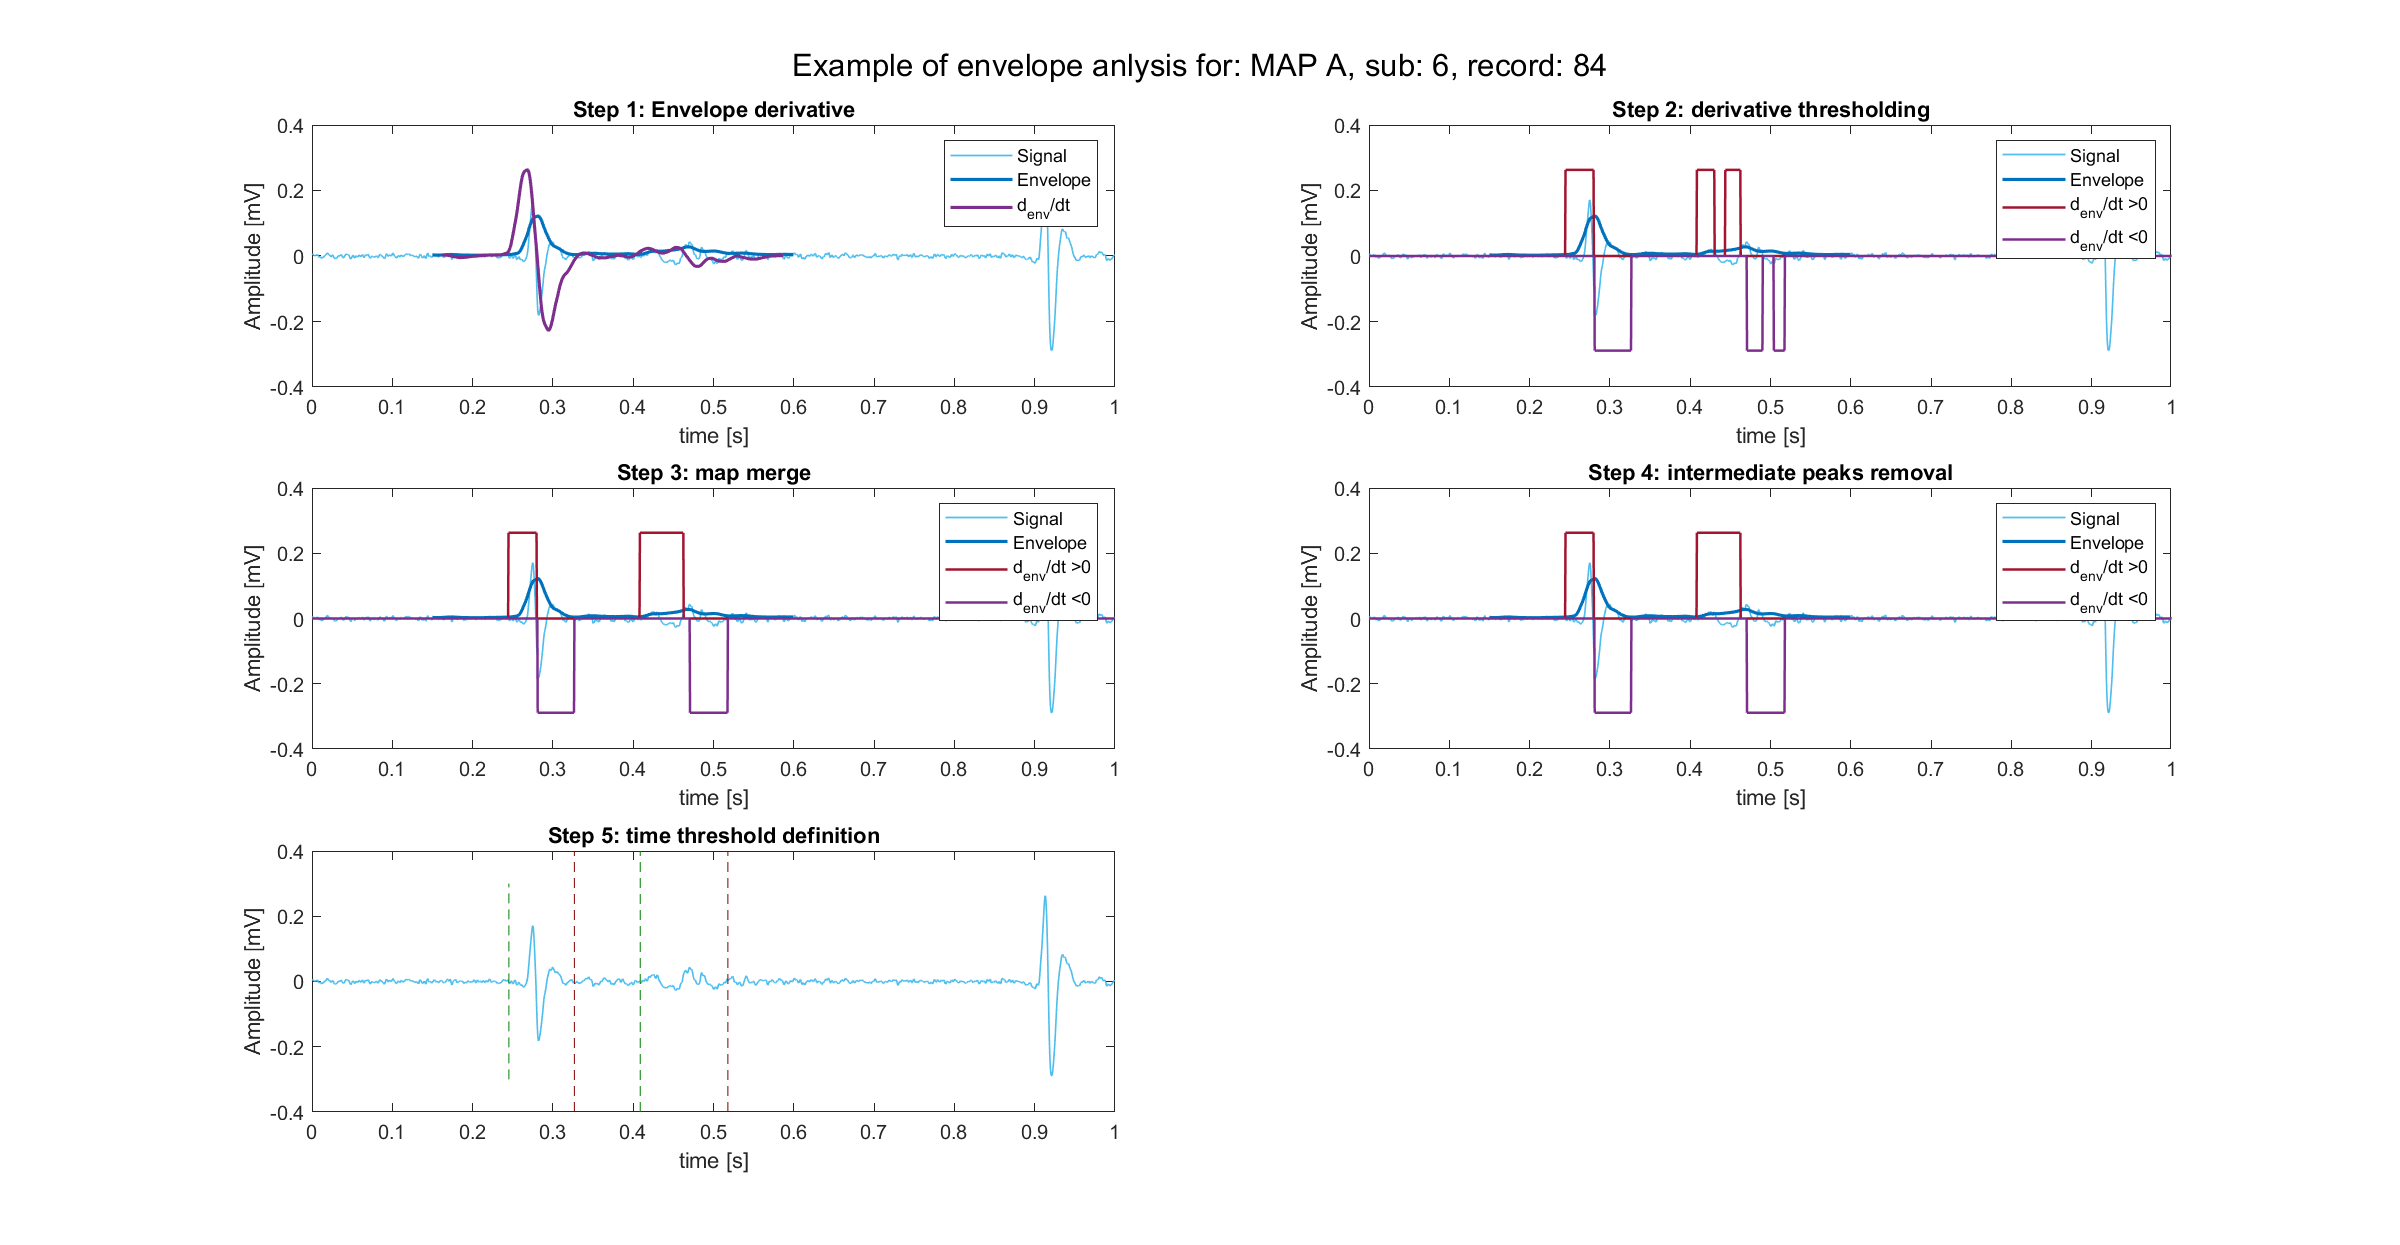 Example of envelope anlysis for: MAP A, sub: 6, record: 84
Step 1: Envelope derivative
0.4
0.2
0
-0.2
-0.4
Amplitude [mV]
0 0.1 0.2 0.3 0.4 0.5 0.6 0.7 0.8 0.9 1
time [s]
Signal
Envelope
d_env/dt
Step 2: derivative thresholding
0.4
0.2
0
-0.2
-0.4
Amplitude [mV]
0 0.1 0.2 0.3 0.4 0.5 0.6 0.7 0.8 0.9 1
time [s]
Signal
Envelope
d_env/dt >0
d_env/dt <0
Step 3: map merge
0.4
0.2
0
-0.2
-0.4
Amplitude [mV]
0 0.1 0.2 0.3 0.4 0.5 0.6 0.7 0.8 0.9 1
time [s]
Signal
Envelope
d_env/dt >0
d_env/dt <0
Step 4: intermediate peaks removal
0.4
0.2
0
-0.2
-0.4
Amplitude [mV]
0 0.1 0.2 0.3 0.4 0.5 0.6 0.7 0.8 0.9 1
time [s]
Signal
Envelope
d_env/dt >0
d_env/dt <0
Step 5: time threshold definition
0.4
0.2
0
-0.2
-0.4
Amplitude [mV]
0 0.1 0.2 0.3 0.4 0.5 0.6 0.7 0.8 0.9 1
time [s]